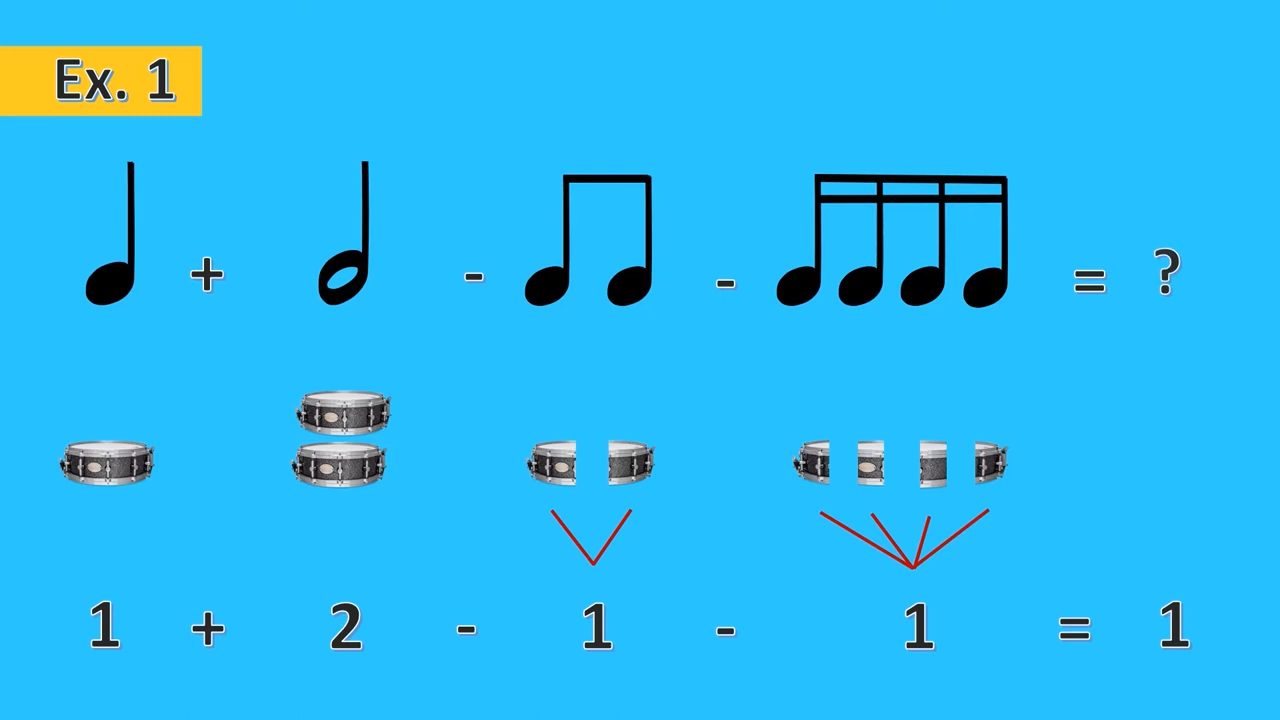 Ex. 1
+ - - = ?
1 + 2 - 1 - 1 = 1